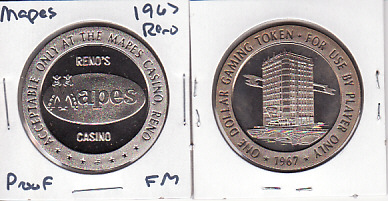 Mapes 1967
Reno
ACCEPTABLE ONLY AT THE MAPES CASINO, RENO
RENO'S
Mapes
CASINO
Proof FM
ONE DOLLAR GAMING TOKEN • FOR USE BY PLAYER ONLY
• 1967 •